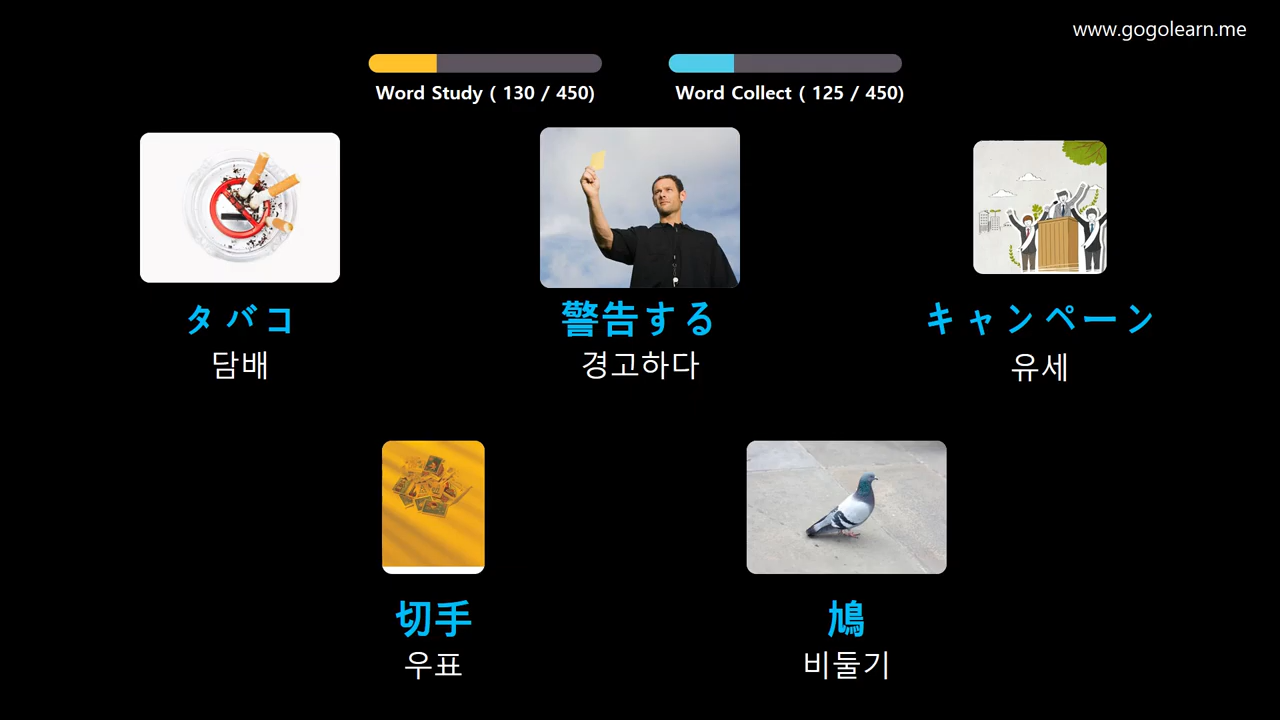 www.gogolearn.me
Word Study ( 130 / 450)
Word Collect ( 125 / 450)
タバコ
담배
警告する
경고하다
キャンペーン
유세
切手
우표
鳩
비둘기